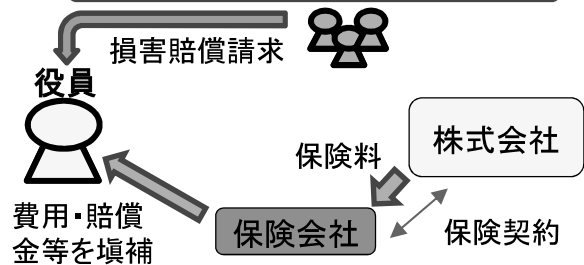 損害賠償請求
役員
株式会社
保険料
費用・賠償
金等を塡補
保険会社
保険契約